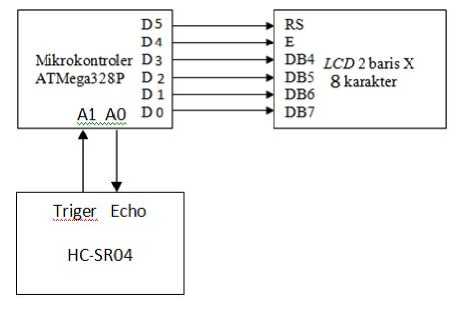 D5 RS
D4 E
Mikrokontroler D3 DB4 LCD 2 baris X
ATMega328P D2 DB5 8 karakter
D1 DB6
A1 A0 D0 DB7
Triger Echo
HC-SR04